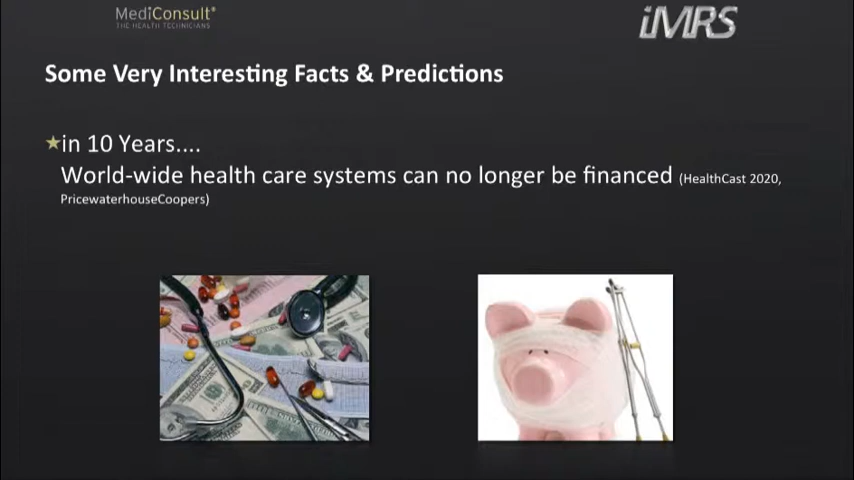 MediConsult®
THE HEALTH TECHNICIANS
iMRS
Some Very Interesting Facts & Predictions
in 10 Years....
World-wide health care systems can no longer be financed (HealthCast 2020,
PricewaterhouseCoopers)